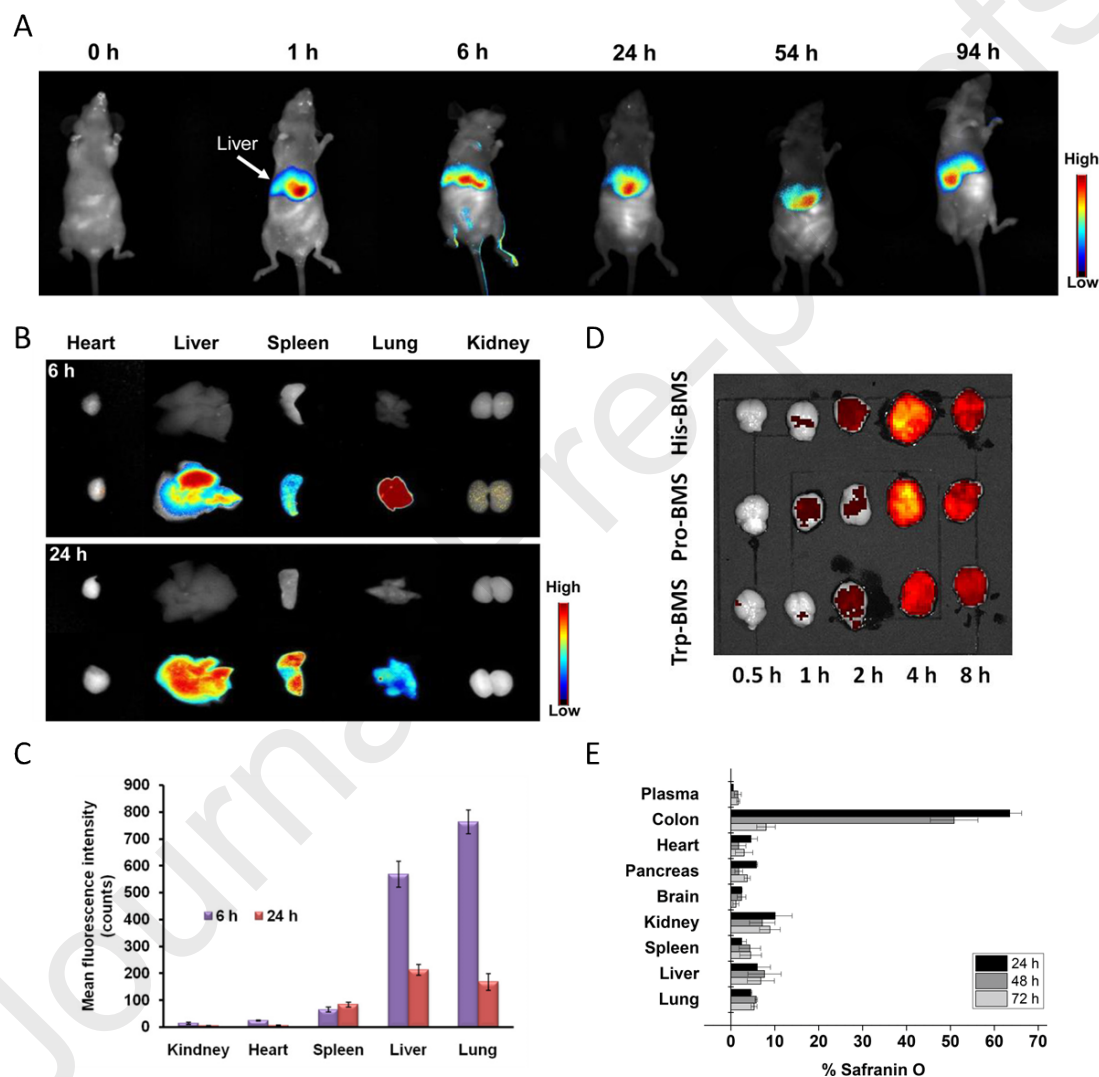 A
0 h 1 h 6 h 24 h 54 h 94 h
Liver
High
Low
B
Heart Liver Spleen Lung Kidney
6 h
24 h
High
Low
D
His-BMS
Pro-BMS
Trp-BMS
0.5 h 1 h 2 h 4 h 8 h
C
Mean fluorescence intensity
(counts)
900
800
700
600
500
400
300
200
100
0
6 h 24 h
Kindney Heart Spleen Liver Lung
E
Plasma
Colon
Heart
Pancreas
Brain
Kidney
Spleen
Liver
Lung
24 h
48 h
72 h
0 10 20 30 40 50 60 70
% Safranin O
Journal Pre-proofs